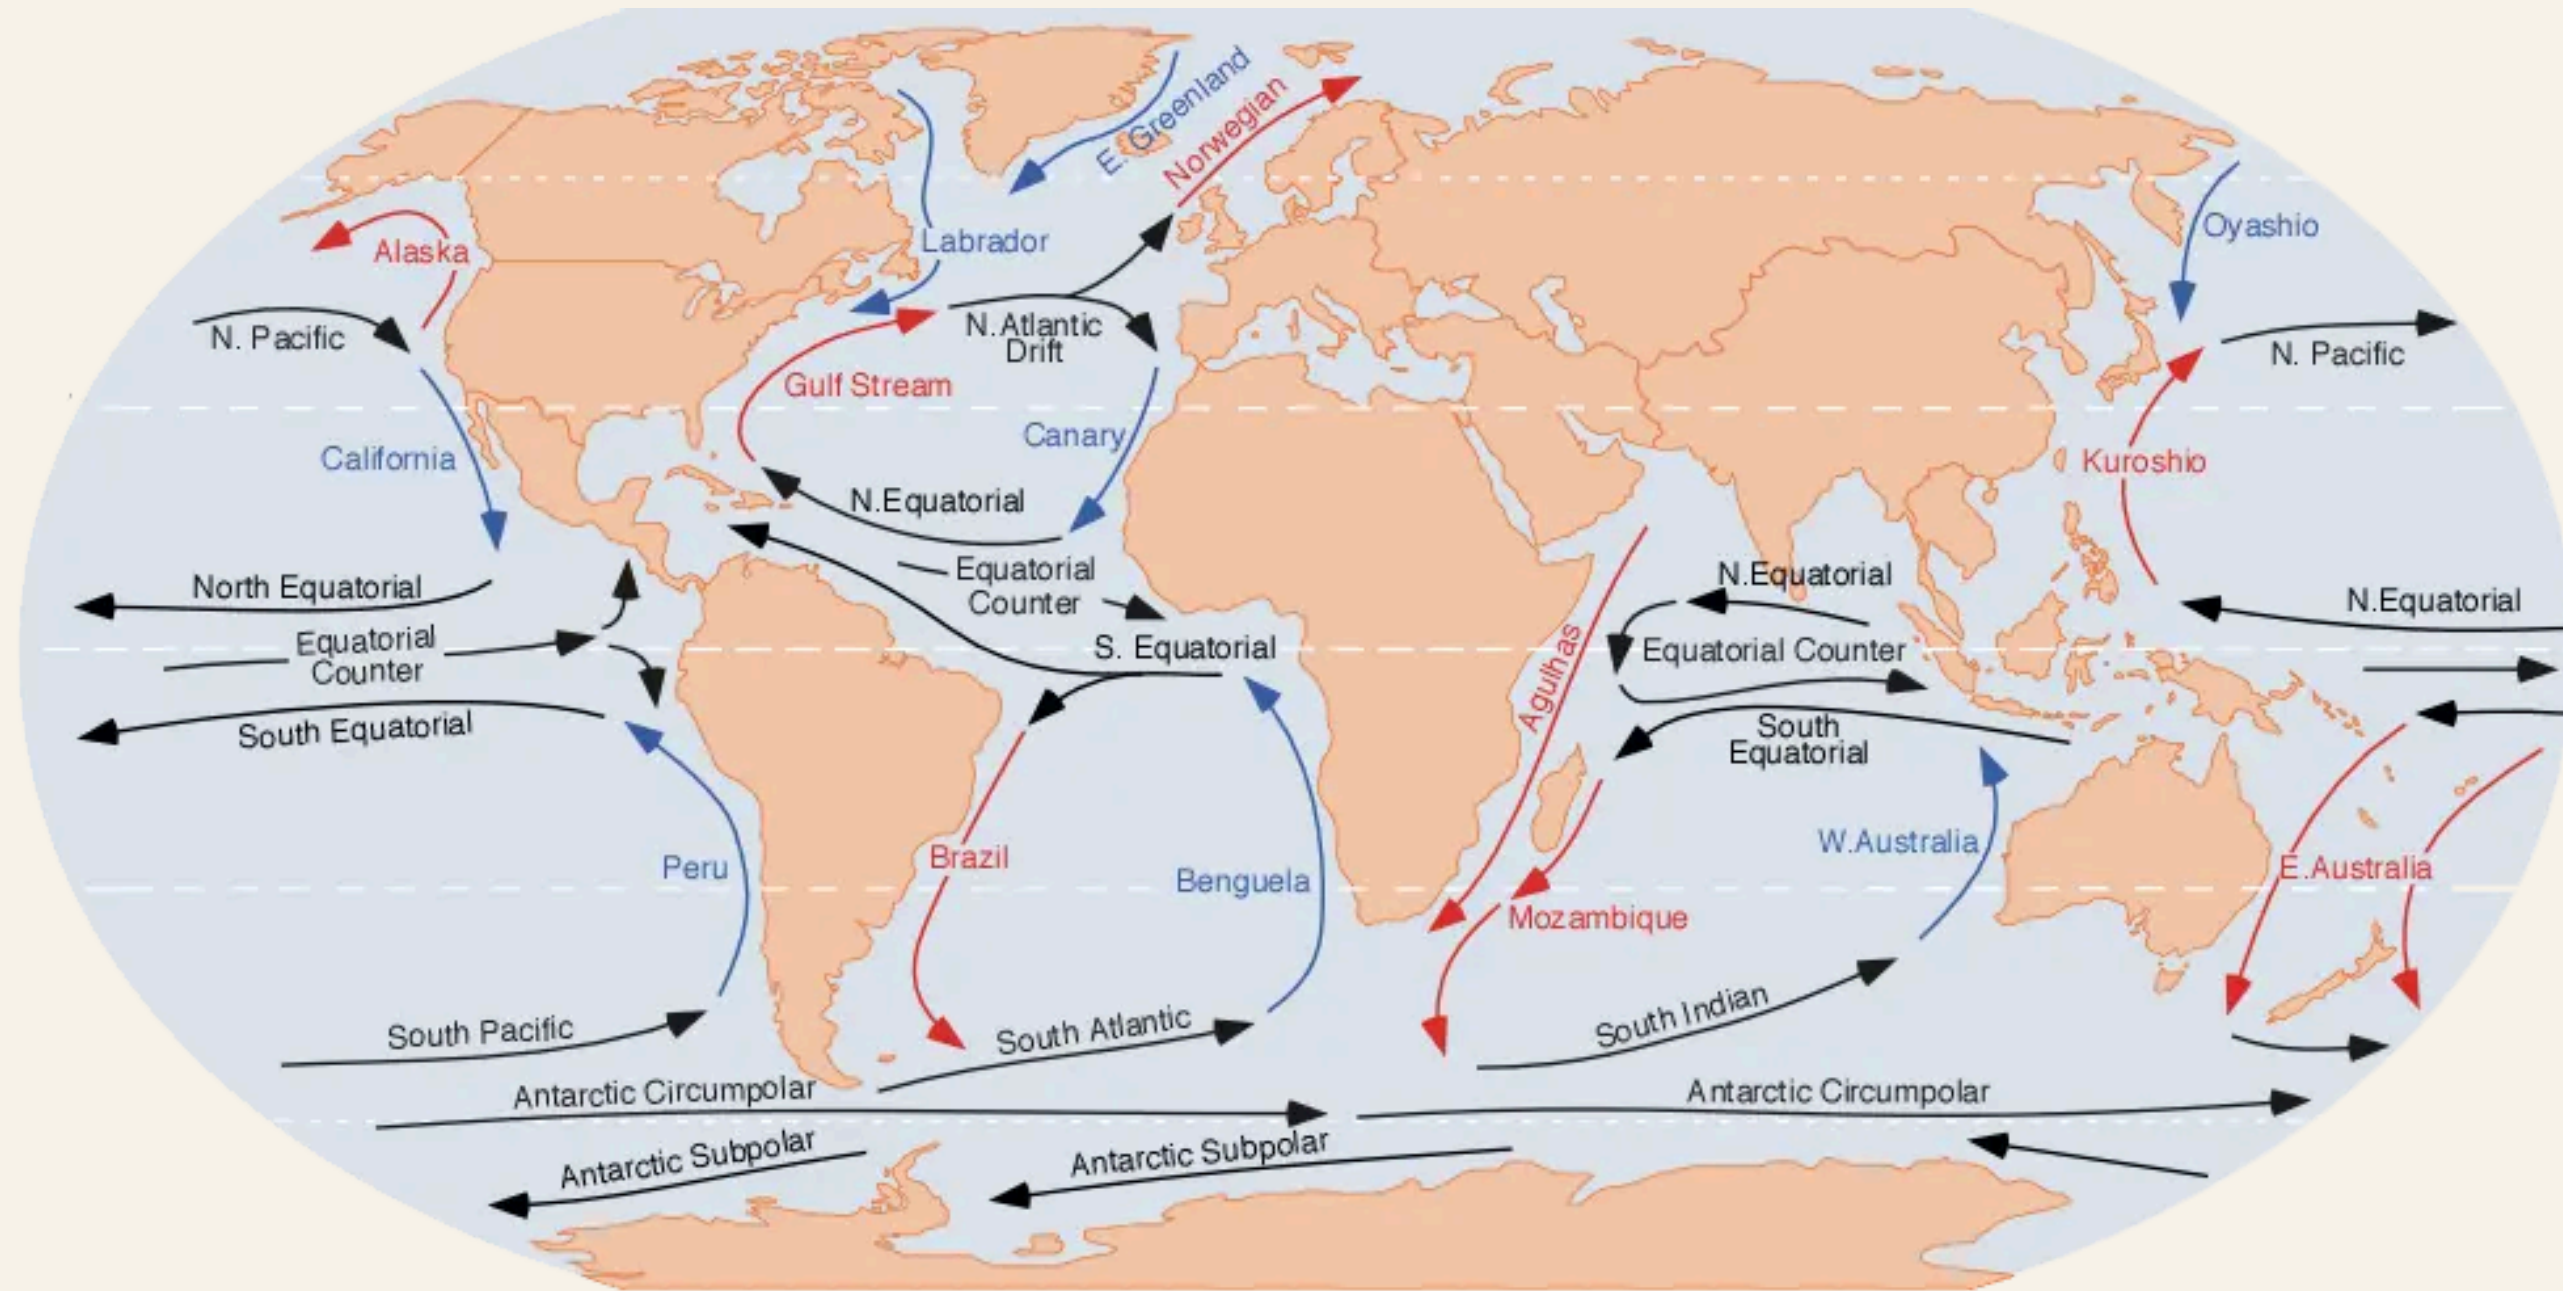 E. Greenland
Norwegian
Alaska
Labrador
Oyashio
N. Pacific
N.Atlantic
Drift
N. Pacific
Gulf Stream
California
Canary
Kuroshio
N.Equatorial
North Equatorial
Equatorial
Counter
N.Equatorial
N.Equatorial
Equatorial
Counter
S. Equatorial
Equatorial Counter
South Equatorial
Agulhas
South
Equatorial
Peru
Brazil
Benguela
W.Australia
E.Australia
Mozambique
South Pacific
South Atlantic
South Indian
Antarctic Circumpolar
Antarctic Circumpolar
Antarctic Subpolar
Antarctic Subpolar